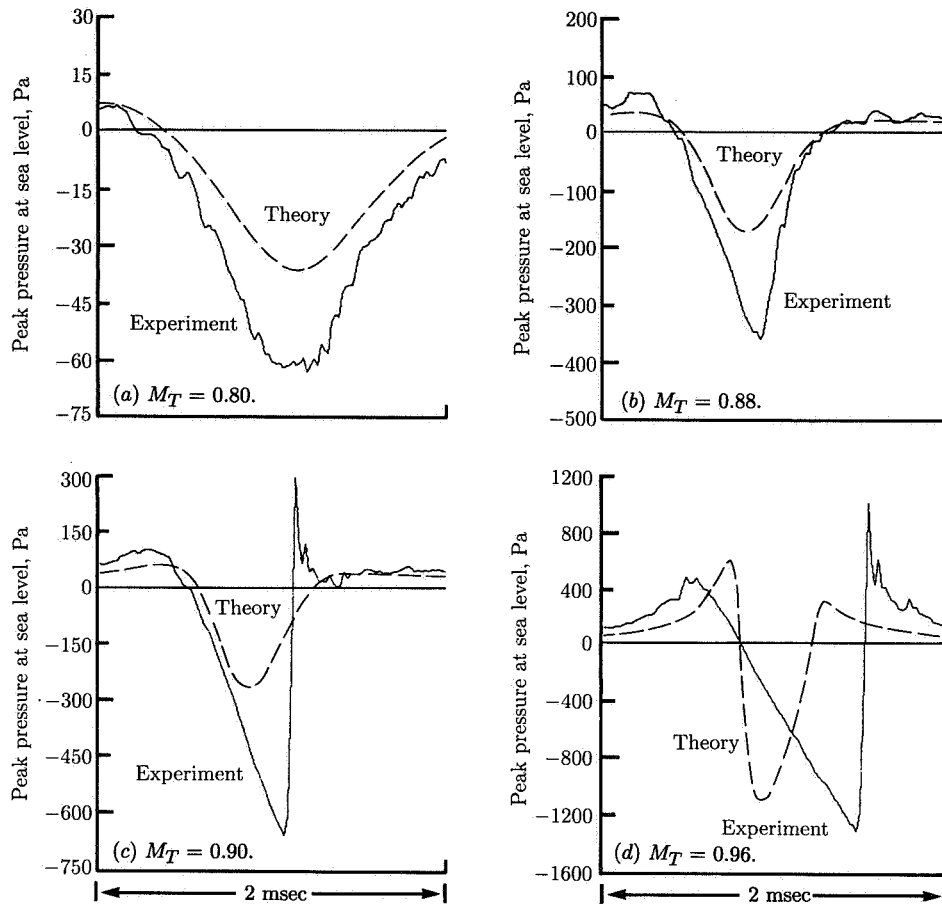 Peak pressure at sea level, Pa
30
15
0
−15
−30
−45
−60
−75
Theory
Experiment
(a) M_T = 0.80.
Peak pressure at sea level, Pa
200
100
0
−100
−200
−300
−400
−500
Theory
Experiment
(b) M_T = 0.88.
Peak pressure at sea level, Pa
300
150
0
−150
−300
−450
−600
−750
Theory
Experiment
(c) M_T = 0.90.
2 msec
Peak pressure at sea level, Pa
1200
800
400
0
−400
−800
−1200
−1600
Theory
Experiment
(d) M_T = 0.96.
2 msec